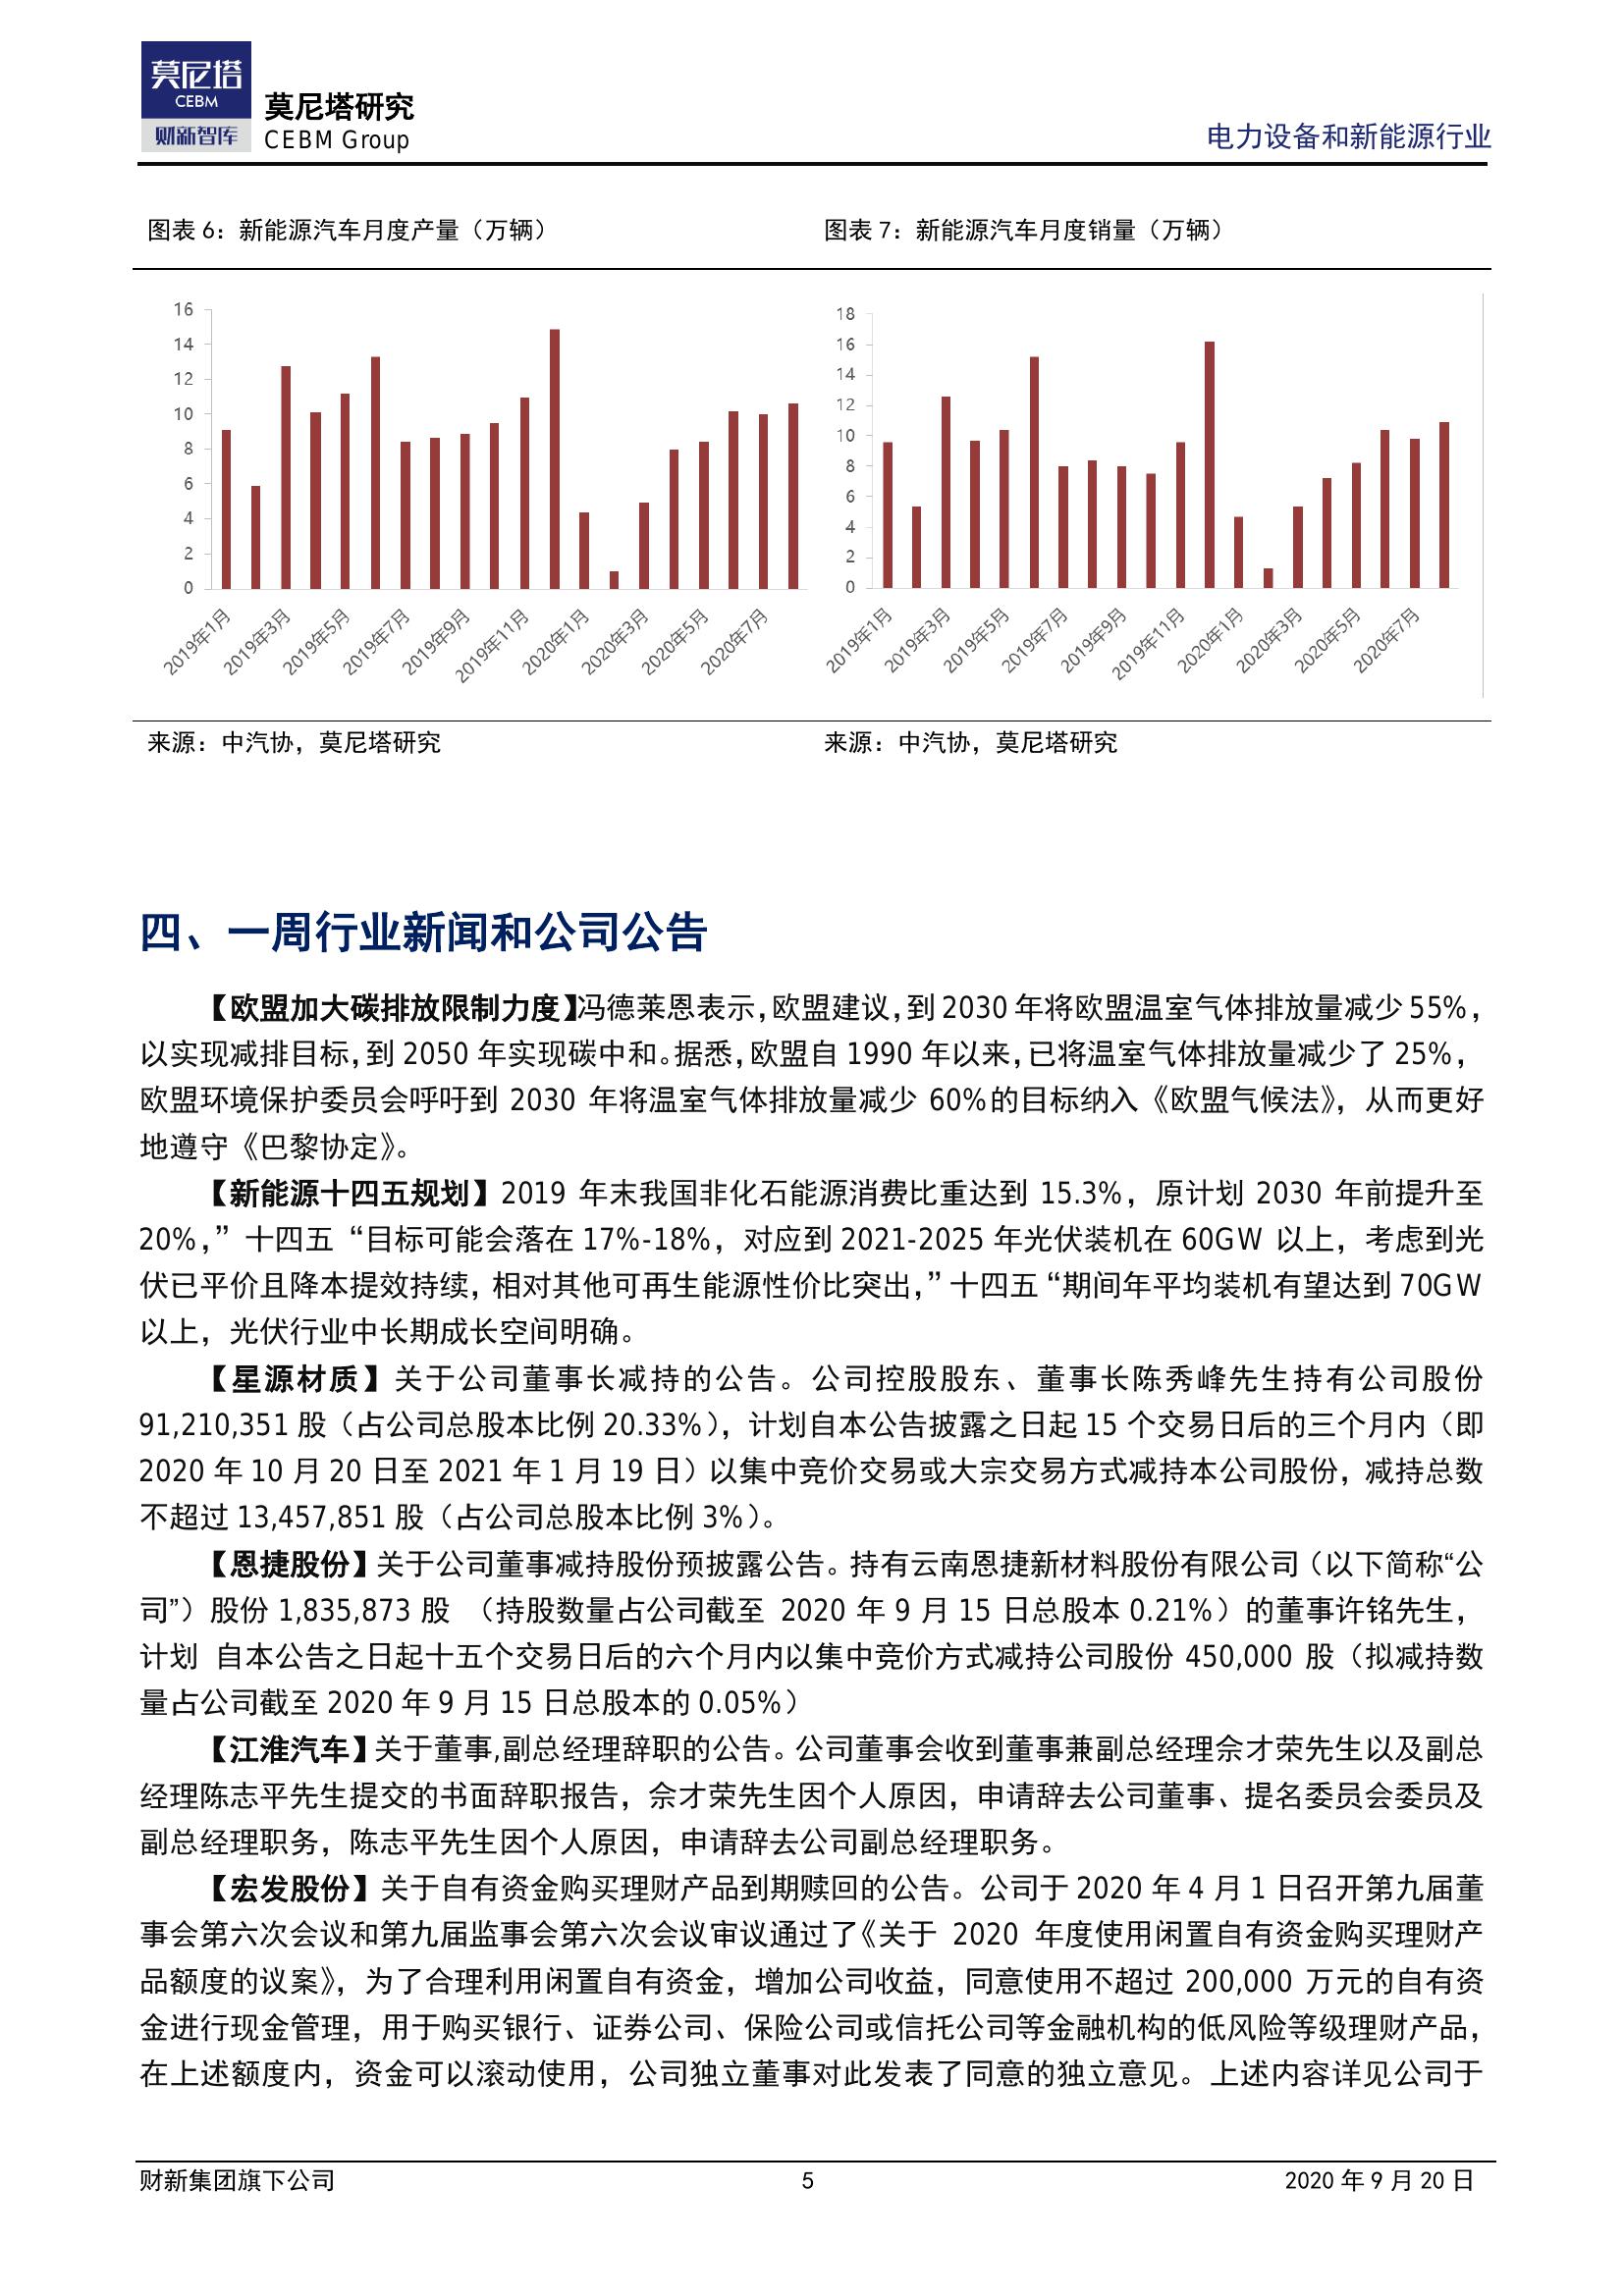 莫尼塔
CEBM
财新智库
莫尼塔研究
CEBM Group
电力设备和新能源行业
图表 6：新能源汽车月度产量（万辆）
图表 7：新能源汽车月度销量（万辆）
16
14
12
10
8
6
4
2
0
2019年1月
2019年3月
2019年5月
2019年7月
2019年9月
2019年11月
2020年1月
2020年3月
2020年5月
2020年7月
18
16
14
12
10
8
6
4
2
0
2019年1月
2019年3月
2019年5月
2019年7月
2019年9月
2019年11月
2020年1月
2020年3月
2020年5月
2020年7月
来源：中汽协，莫尼塔研究
来源：中汽协，莫尼塔研究
四、一周行业新闻和公司公告
【欧盟加大碳排放限制力度】冯德莱恩表示，欧盟建议，到 2030 年将欧盟温室气体排放量减少 55%，
以实现减排目标，到 2050 年实现碳中和。据悉，欧盟自 1990 年以来，已将温室气体排放量减少了 25%，
欧盟环境保护委员会呼吁到 2030 年将温室气体排放量减少 60%的目标纳入《欧盟气候法》，从而更好
地遵守《巴黎协定》。
【新能源十四五规划】2019 年末我国非化石能源消费比重达到 15.3%，原计划 2030 年前提升至
20%，” 十四五 “目标可能会落在 17%-18%，对应到 2021-2025 年光伏装机在 60GW 以上，考虑到光
伏已平价且降本提效持续，相对其他可再生能源性价比突出，” 十四五 “期间年平均装机有望达到 70GW
以上，光伏行业中长期成长空间明确。
【星源材质】关于公司董事长减持的公告。公司控股股东、董事长陈秀峰先生持有公司股份
91,210,351 股（占公司总股本比例 20.33%），计划自本公告披露之日起 15 个交易日后的三个月内（即
2020 年 10 月 20 日至 2021 年 1 月 19 日）以集中竞价交易或大宗交易方式减持本公司股份，减持总数
不超过 13,457,851 股（占公司总股本比例 3%）。
【恩捷股份】关于公司董事减持股份预披露公告。持有云南恩捷新材料股份有限公司（以下简称“公
司”）股份 1,835,873 股 （持股数量占公司截至 2020 年 9 月 15 日总股本 0.21%）的董事许铭先生，
计划 自本公告之日起十五个交易日后的六个月内以集中竞价方式减持公司股份 450,000 股（拟减持数
量占公司截至 2020 年 9 月 15 日总股本的 0.05%）
【江淮汽车】关于董事,副总经理辞职的公告。公司董事会收到董事兼副总经理佘才荣先生以及副总
经理陈志平先生提交的书面辞职报告，佘才荣先生因个人原因，申请辞去公司董事、提名委员会委员及
副总经理职务，陈志平先生因个人原因，申请辞去公司副总经理职务。
【宏发股份】关于自有资金购买理财产品到期赎回的公告。公司于 2020 年 4 月 1 日召开第九届董
事会第六次会议和第九届监事会第六次会议审议通过了《关于 2020 年度使用闲置自有资金购买理财产
品额度的议案》，为了合理利用闲置自有资金，增加公司收益，同意使用不超过 200,000 万元的自有资
金进行现金管理，用于购买银行、证券公司、保险公司或信托公司等金融机构的低风险等级理财产品，
在上述额度内，资金可以滚动使用，公司独立董事对此发表了同意的独立意见。上述内容详见公司于
财新集团旗下公司
5
2020 年 9 月 20 日